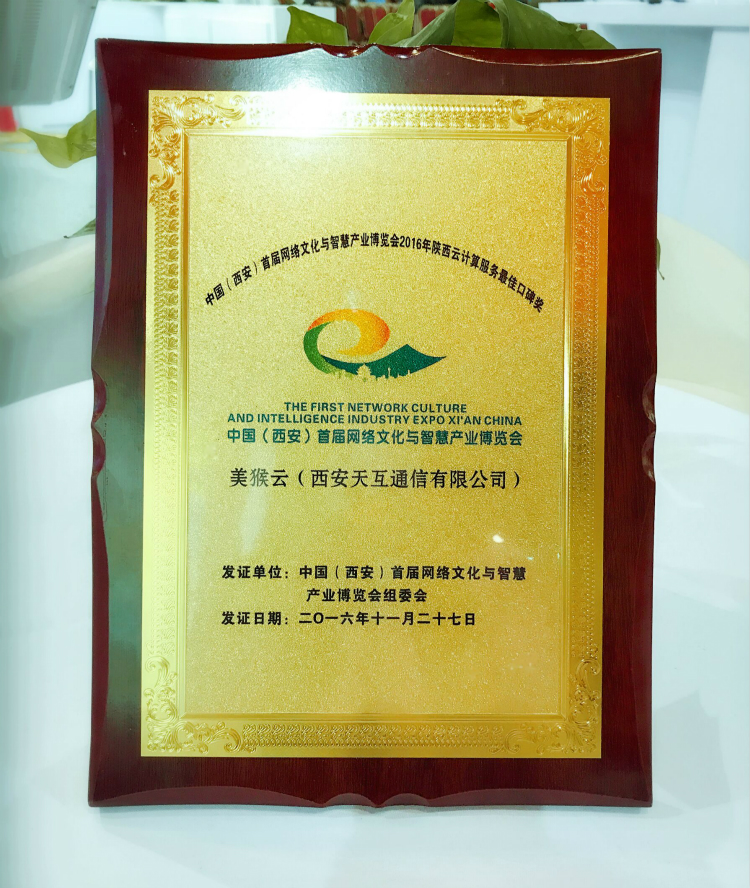 中国（西安）首届网络文化与智慧产业博览会2016年陕西云计算服务最佳口碑奖
THE FIRST NETWORK CULTURE
AND INTELLIGENCE INDUSTRY EXPO XI'AN CHINA
中国（西安）首届网络文化与智慧产业博览会
美猴云（西安天互通信有限公司）
发证单位：中国（西安）首届网络文化与智慧
产业博览会组委会
发证日期：二〇一六年十一月二十七日